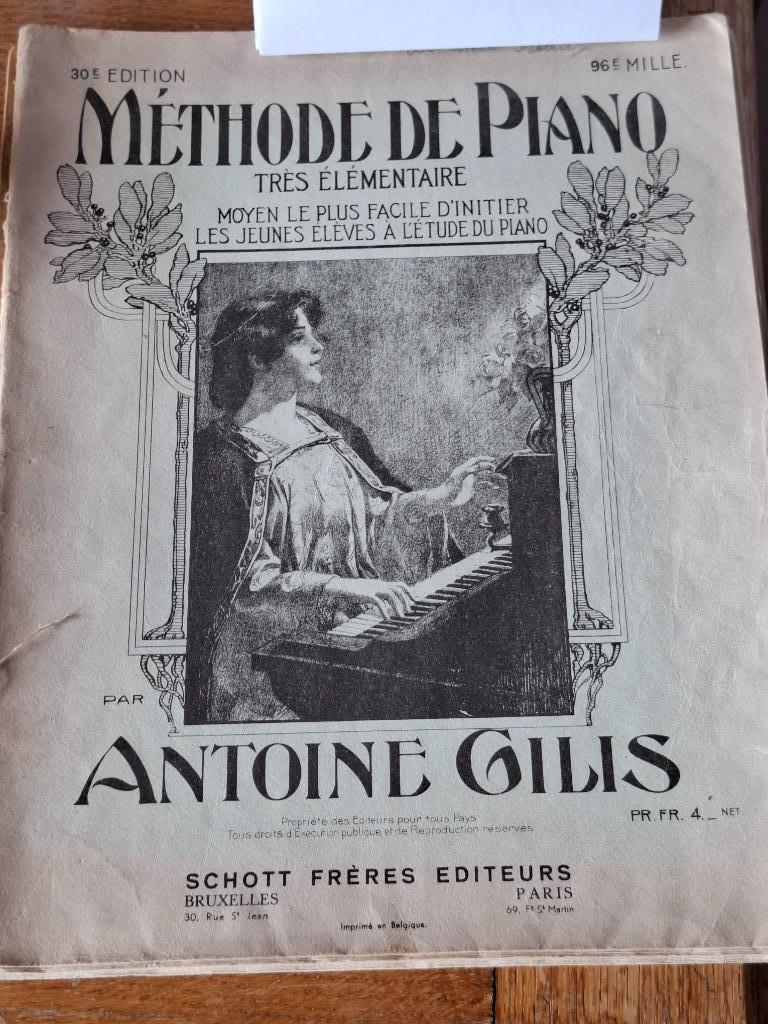 30E EDITION
96E MILLE.
MÉTHODE DE PIANO
TRÈS ÉLÉMENTAIRE
MOYEN LE PLUS FACILE D'INITIER
LES JEUNES ÉLÈVES À L'ÉTUDE DU PIANO
PAR
ANTOINE GILIS
Propriété des Editeurs pour tous Pays
Tous droits d'Exécution publique et de Reproduction réservés
PR. FR. 4._ NET
SCHOTT FRÈRES EDITEURS
BRUXELLES
PARIS
30, Rue St Jean
69, Fg St Martin
Imprimé en Belgique.